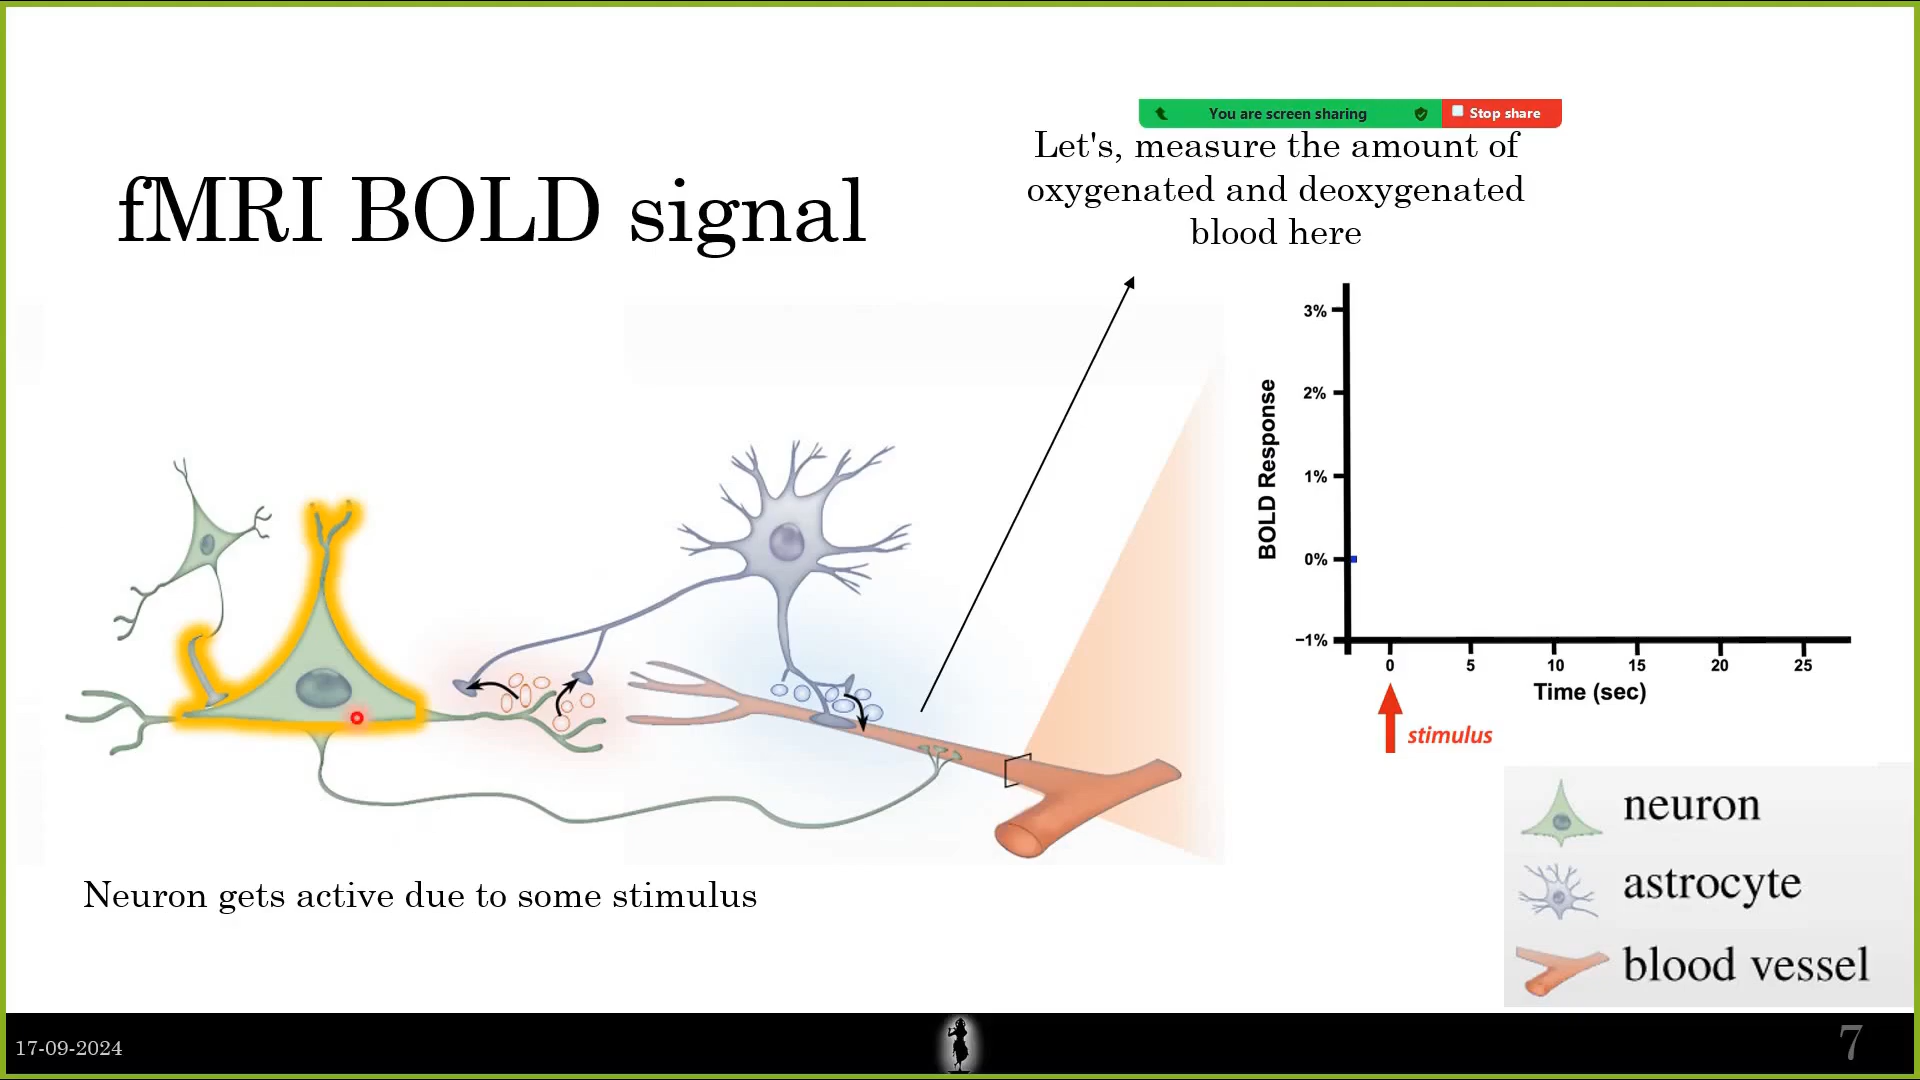 You are screen sharing
Stop share
Let's, measure the amount of
oxygenated and deoxygenated
blood here
fMRI BOLD signal
3%
2%
1%
0%
−1%
BOLD Response
0 5 10 15 20 25
Time (sec)
stimulus
neuron
astrocyte
blood vessel
Neuron gets active due to some stimulus
17-09-2024
7